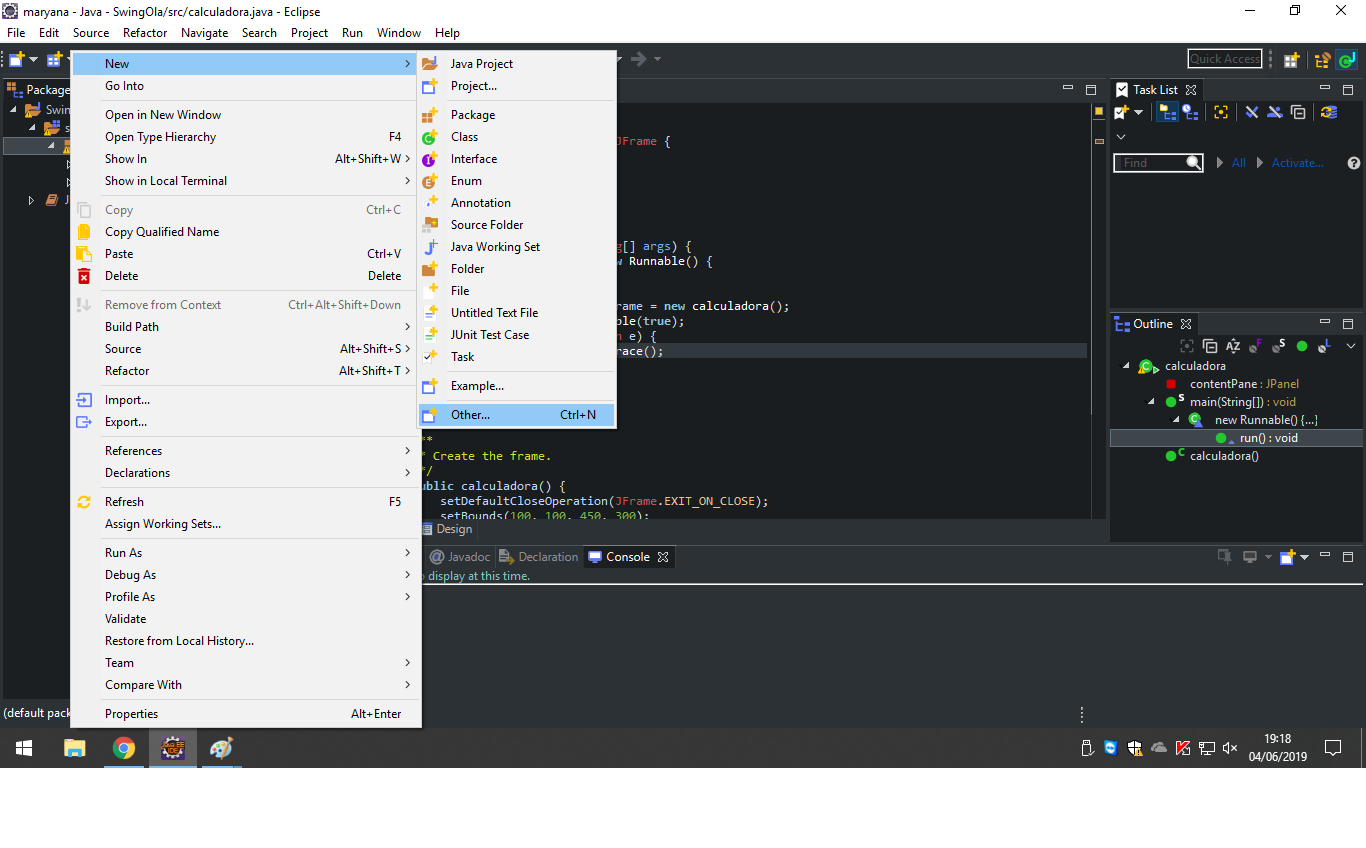 maryana - Java - SwingOla/src/calculadora.java - Eclipse
File Edit Source Refactor Navigate Search Project Run Window Help
Quick Access
Package
Swin
s
J
(default pack
New
Go Into
Open in New Window
Open Type Hierarchy F4
Show In Alt+Shift+W
Show in Local Terminal
Copy Ctrl+C
Copy Qualified Name
Paste Ctrl+V
Delete Delete
Remove from Context Ctrl+Alt+Shift+Down
Build Path
Source Alt+Shift+S
Refactor Alt+Shift+T
Import...
Export...
References
Declarations
Refresh F5
Assign Working Sets...
Run As
Debug As
Profile As
Validate
Restore from Local History...
Team
Compare With
Properties Alt+Enter
Java Project
Project...
Package
Class
Interface
Enum
Annotation
Source Folder
Java Working Set
Folder
File
Untitled Text File
JUnit Test Case
Task
Example...
Other... Ctrl+N
JFrame {
g[] args) {
w Runnable() {
rame = new calculadora();
ble(true);
n e) {
race();
**
* Create the frame.
*/
ublic calculadora() {
setDefaultCloseOperation(JFrame.EXIT_ON_CLOSE);
setBounds(100, 100, 450, 300);
Design
@ Javadoc Declaration Console
o display at this time.
Task List
Find All Activate...
Outline
calculadora
contentPane : JPanel
main(String[]) : void
new Runnable() {...}
run() : void
calculadora()
19:18
04/06/2019